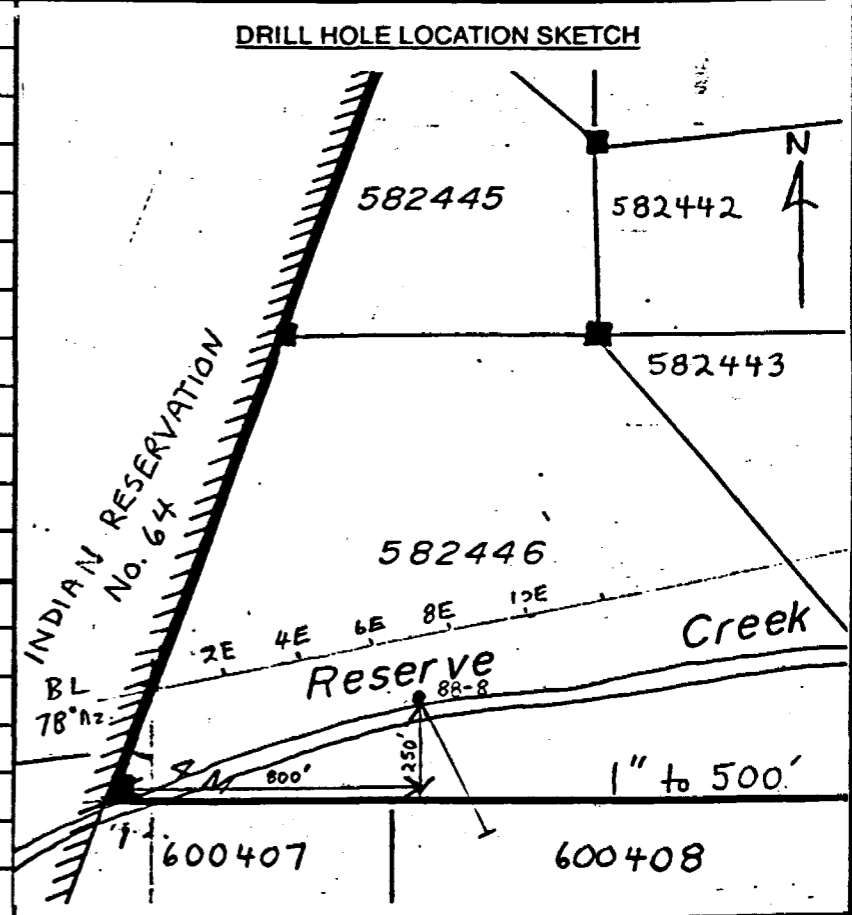 DRILL HOLE LOCATION SKETCH
582445
582442
N
582443
INDIAN RESERVATION
No. 64
582446
2E 4E 6E 8E 10E
Reserve Creek
BL
78° Az
88-8
250'
800'
1" to 500'
600407
600408